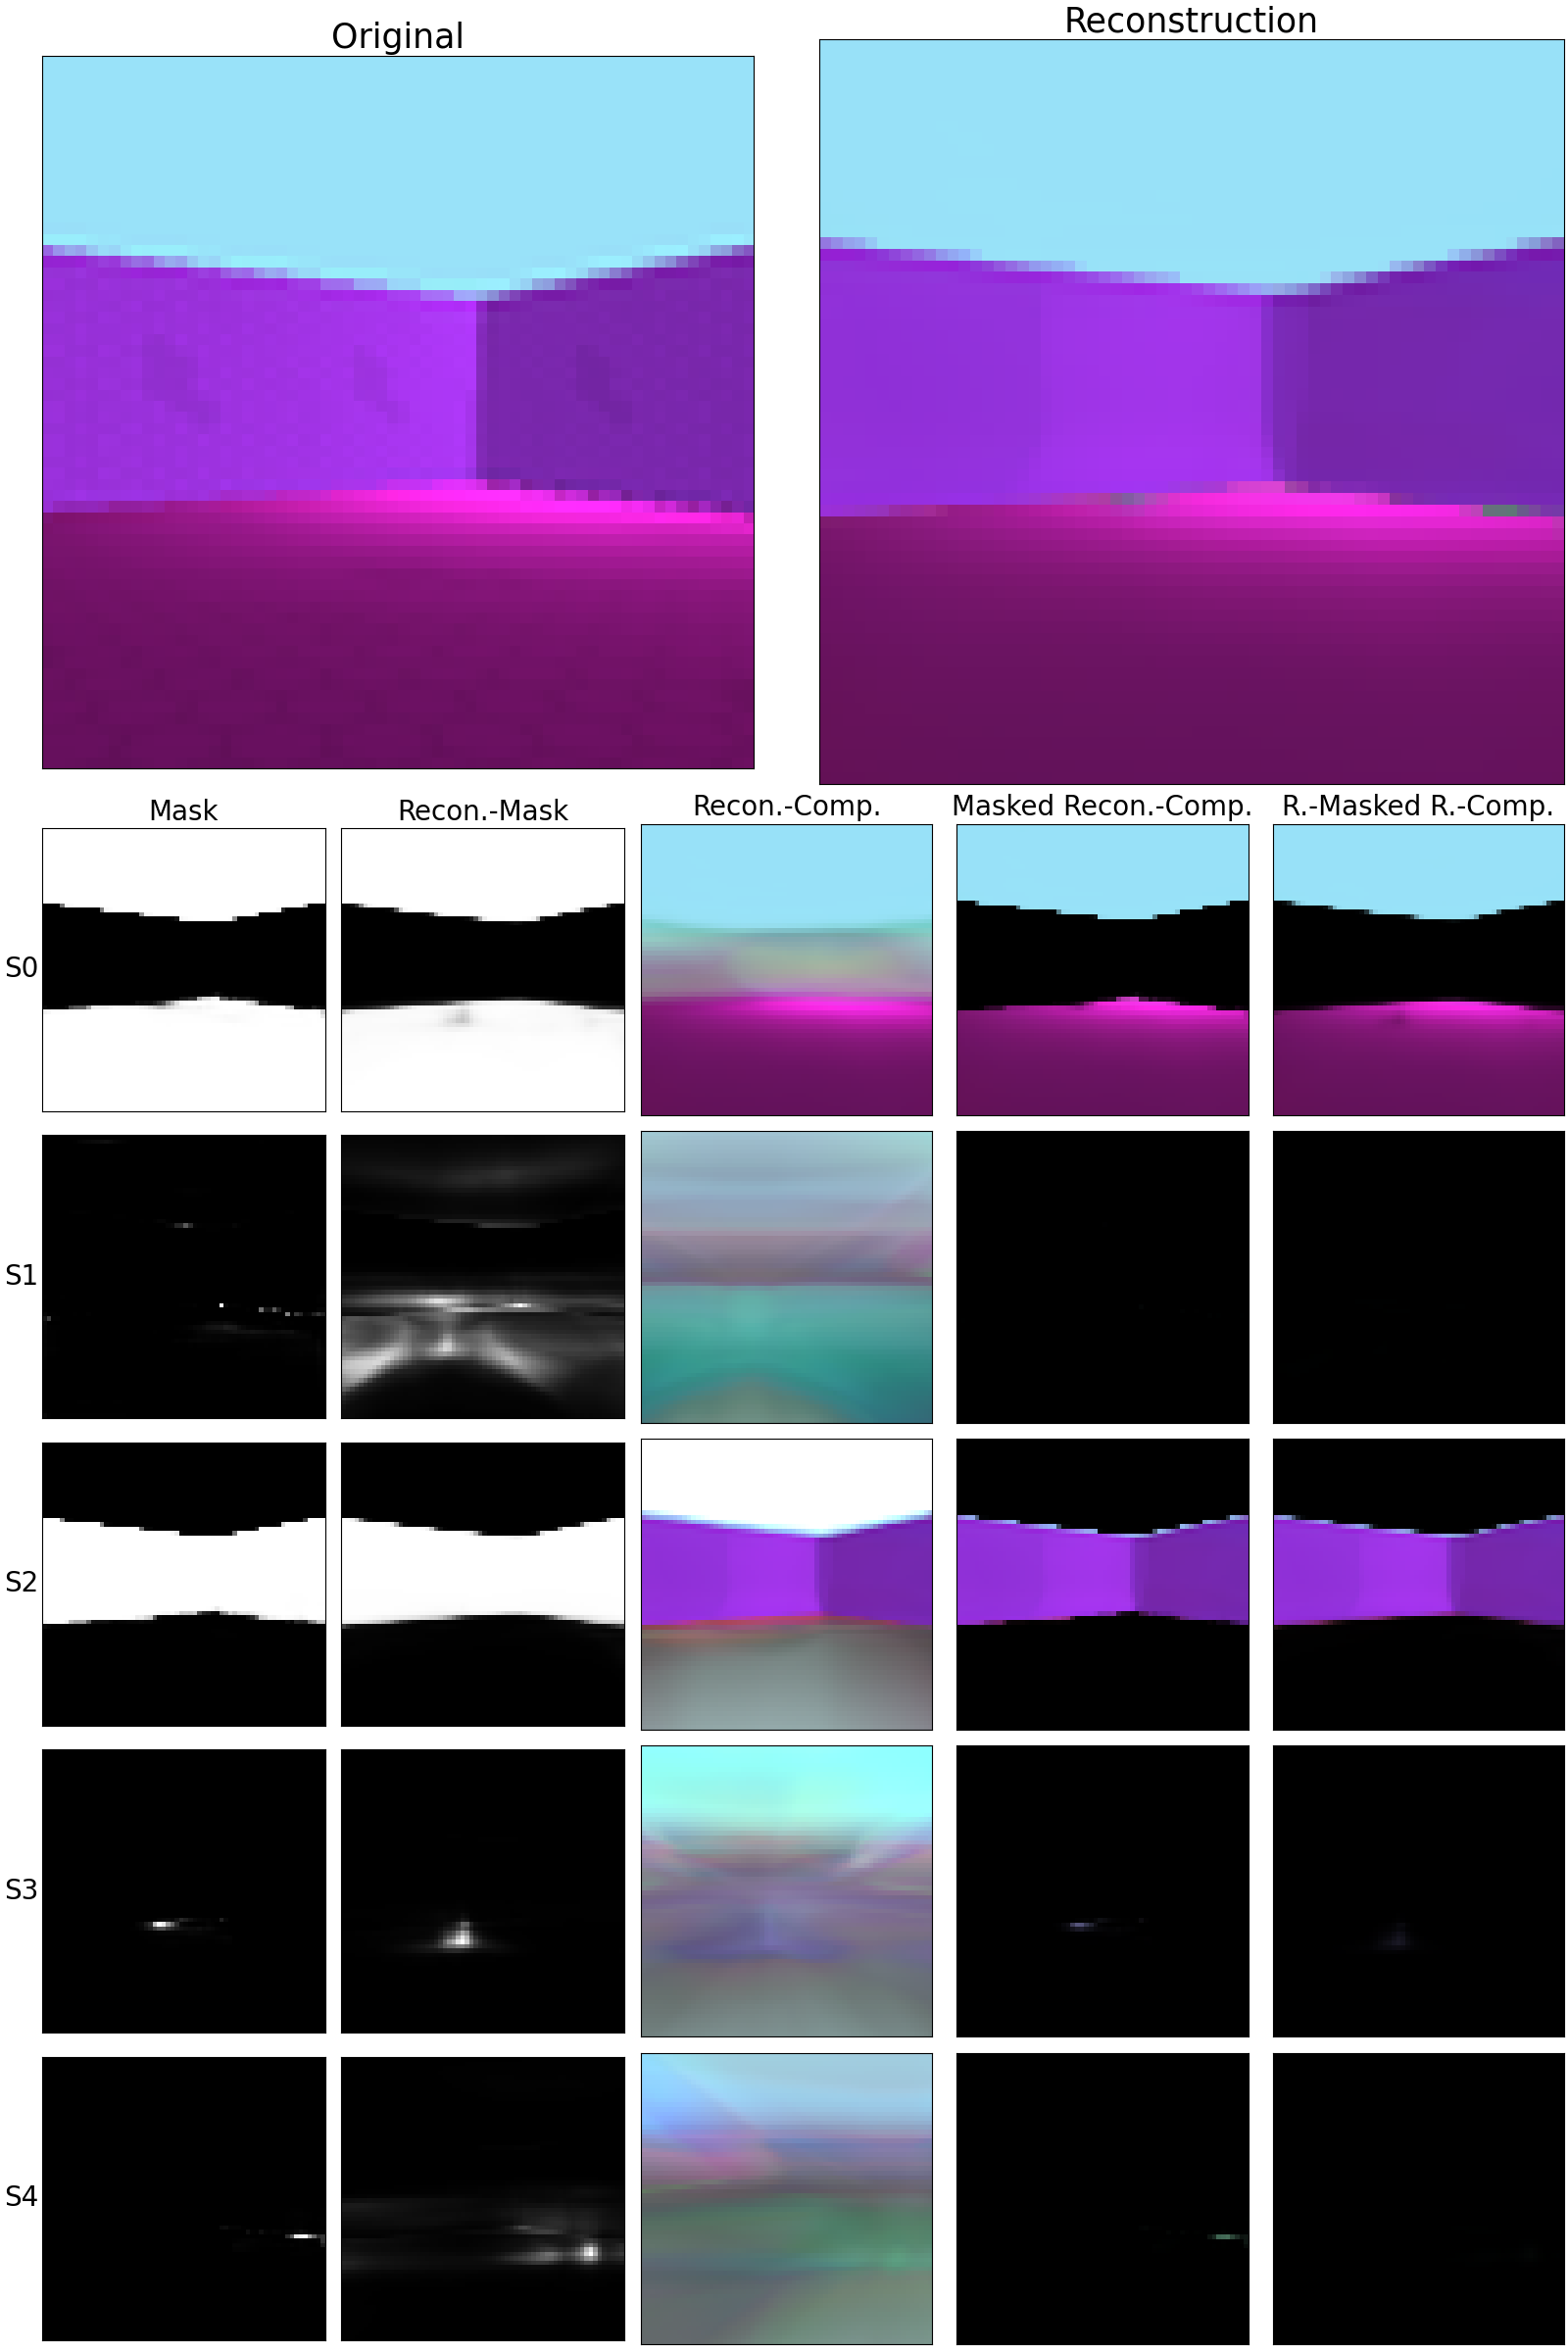 Original
Reconstruction
Mask
Recon.-Mask
Recon.-Comp.
Masked Recon.-Comp.
R.-Masked R.-Comp.
S0
S1
S2
S3
S4